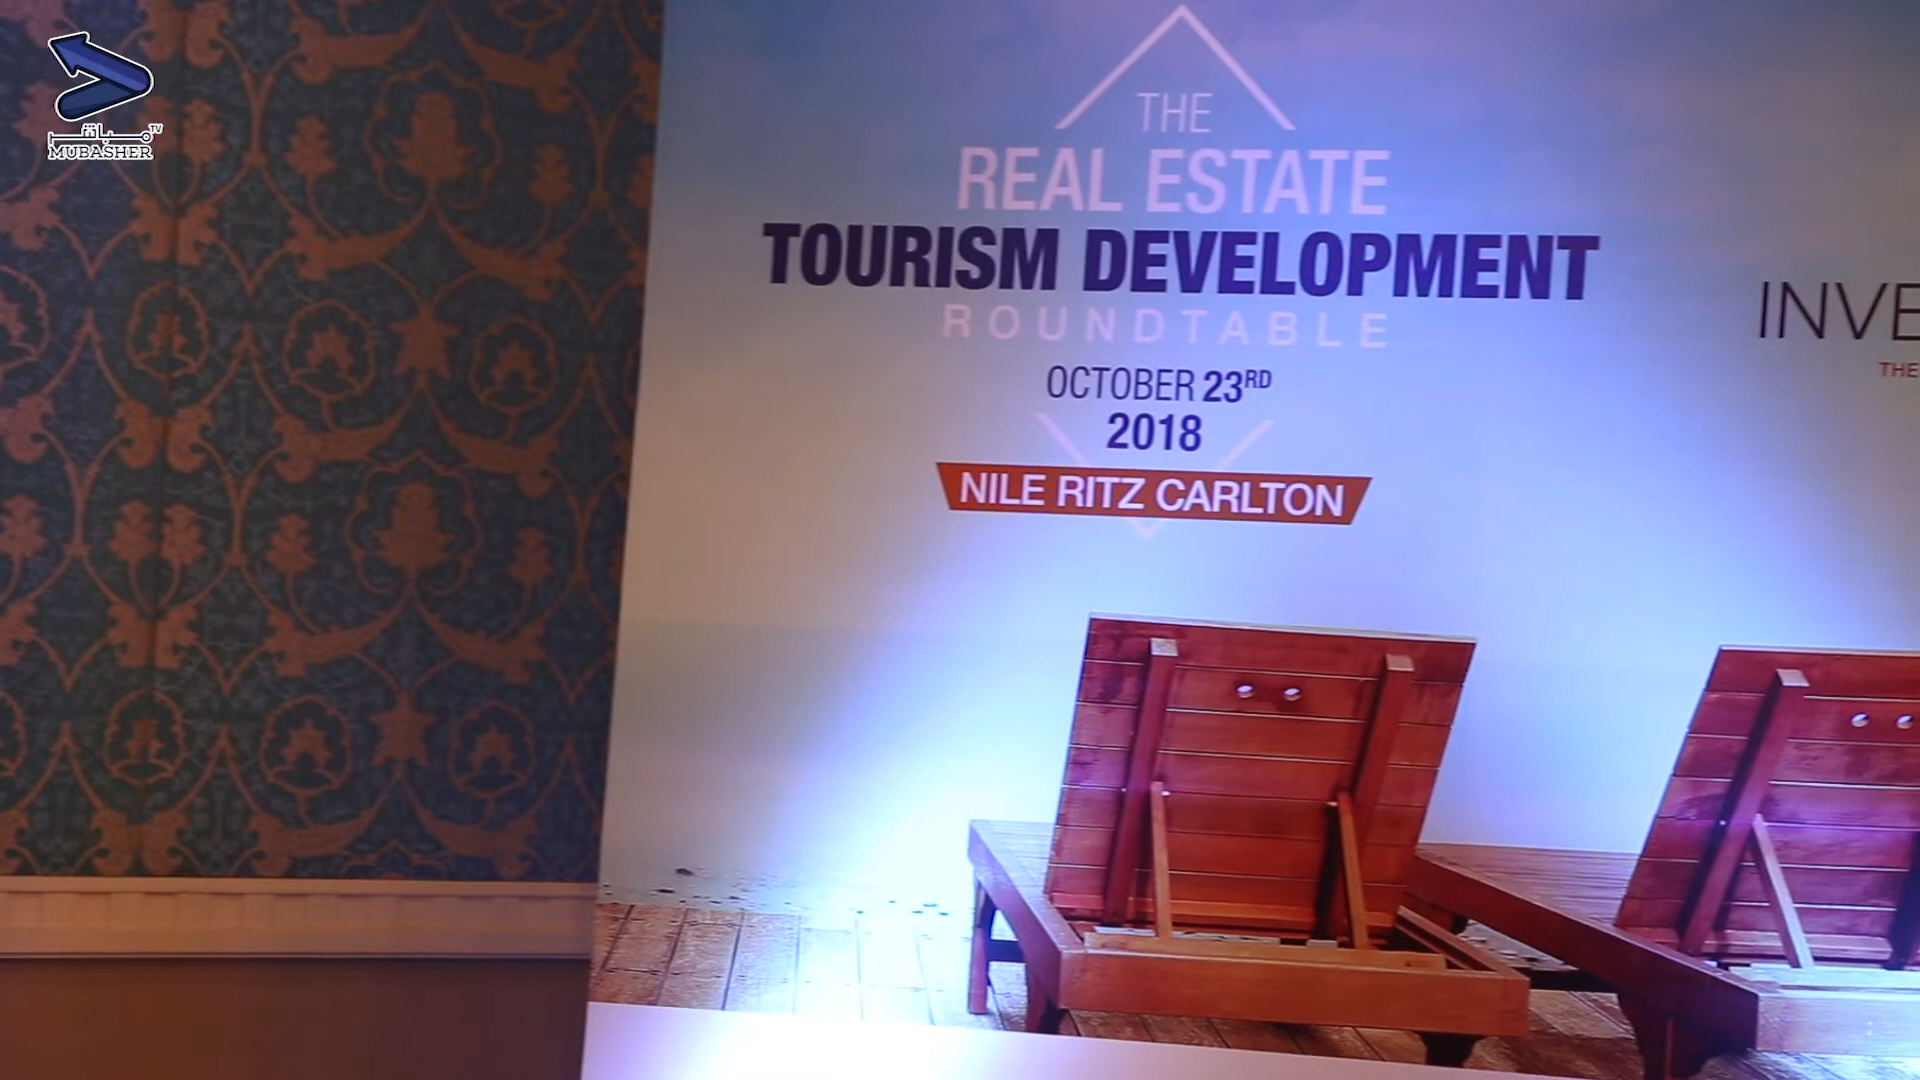 مباشر TV
MUBASHER
THE
REAL ESTATE
TOURISM DEVELOPMENT
ROUNDTABLE
OCTOBER 23RD
2018
NILE RITZ CARLTON
INVE
THE